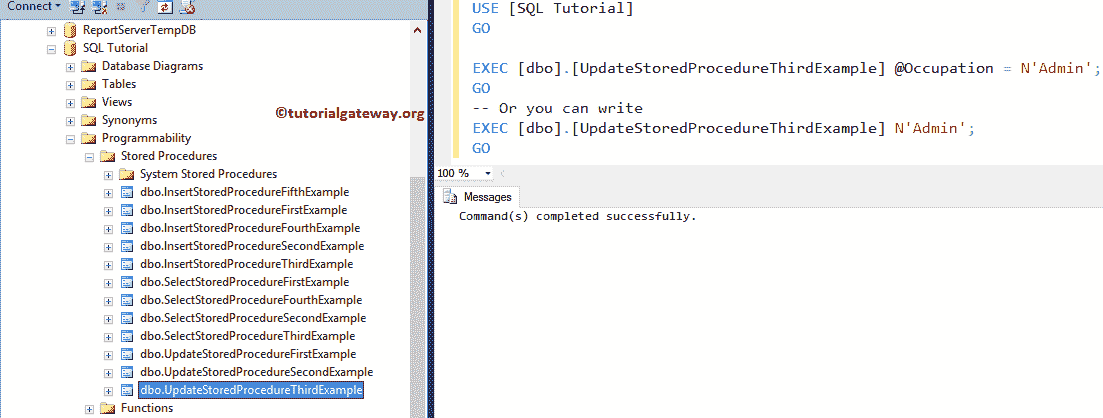 Connect
ReportServerTempDB
SQL Tutorial
Database Diagrams
Tables
Views
Synonyms
Programmability
Stored Procedures
System Stored Procedures
dbo.InsertStoredProcedureFifthExample
dbo.InsertStoredProcedureFirstExample
dbo.InsertStoredProcedureFourthExample
dbo.InsertStoredProcedureSecondExample
dbo.InsertStoredProcedureThirdExample
dbo.SelectStoredProcedureFirstExample
dbo.SelectStoredProcedureFourthExample
dbo.SelectStoredProcedureSecondExample
dbo.SelectStoredProcedureThirdExample
dbo.UpdateStoredProcedureFirstExample
dbo.UpdateStoredProcedureSecondExample
dbo.UpdateStoredProcedureThirdExample
Functions
©tutorialgateway.org
USE [SQL Tutorial]
GO
EXEC [dbo].[UpdateStoredProcedureThirdExample] @Occupation = N'Admin';
GO
-- Or you can write
EXEC [dbo].[UpdateStoredProcedureThirdExample] N'Admin';
GO
100 %
Messages
Command(s) completed successfully.